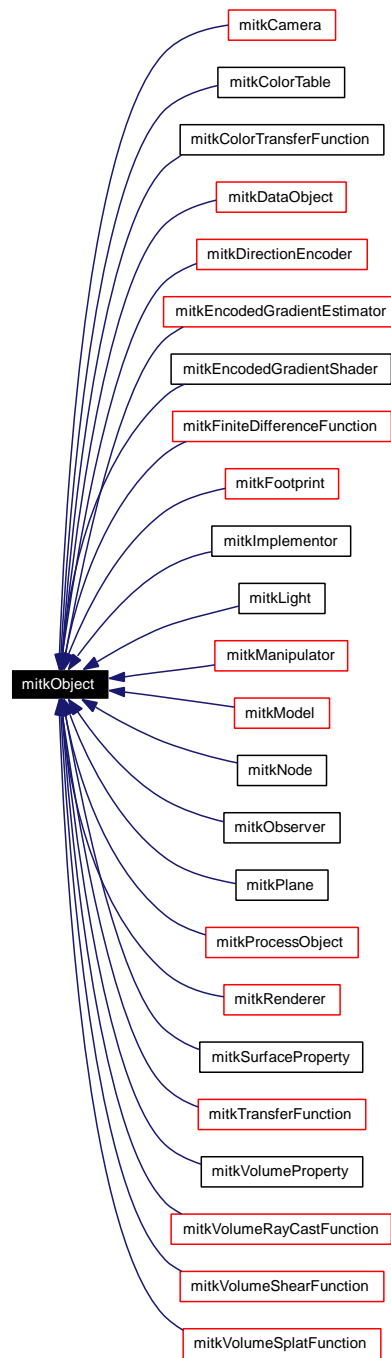 mitkCamera
mitkColorTable
mitkColorTransferFunction
mitkDataObject
mitkDirectionEncoder
mitkEncodedGradientEstimator
mitkEncodedGradientShader
mitkFiniteDifferenceFunction
mitkFootprint
mitkImplementor
mitkLight
mitkManipulator
mitkObject
mitkModel
mitkNode
mitkObserver
mitkPlane
mitkProcessObject
mitkRenderer
mitkSurfaceProperty
mitkTransferFunction
mitkVolumeProperty
mitkVolumeRayCastFunction
mitkVolumeShearFunction
mitkVolumeSplatFunction